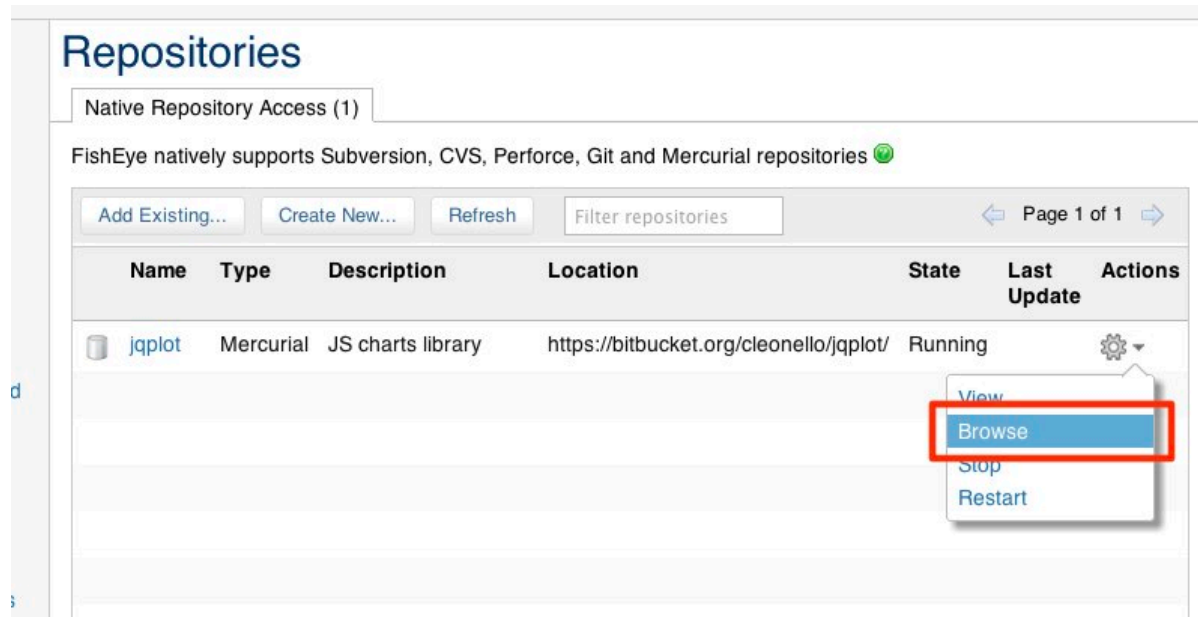 Repositories
Native Repository Access (1)
FishEye natively supports Subversion, CVS, Perforce, Git and Mercurial repositories
Add Existing... Create New... Refresh Filter repositories Page 1 of 1
Name Type Description Location State Last Update Actions
jqplot Mercurial JS charts library https://bitbucket.org/cleonello/jqplot/ Running
d
View
Browse
Stop
Restart
s